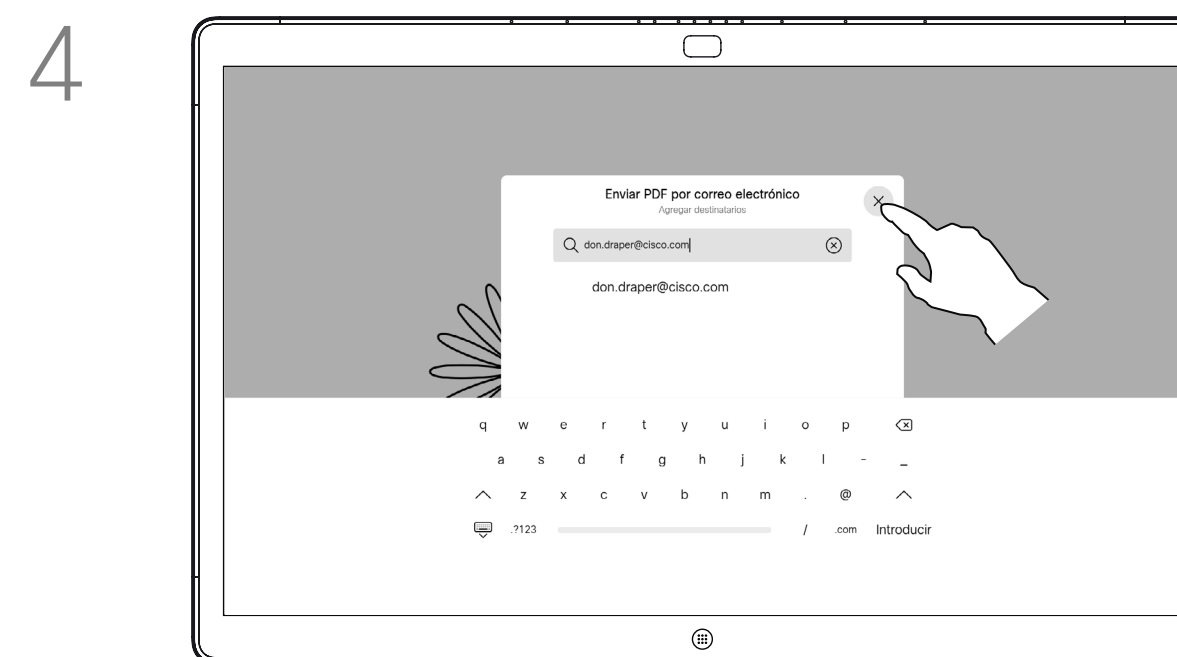 4
Enviar PDF por correo electrónico
Agregar destinatarios
don.draper@cisco.com
don.draper@cisco.com
q w e r t y u i o p
a s d f g h j k l - _
z x c v b n m . @
.?123 / .com Introducir